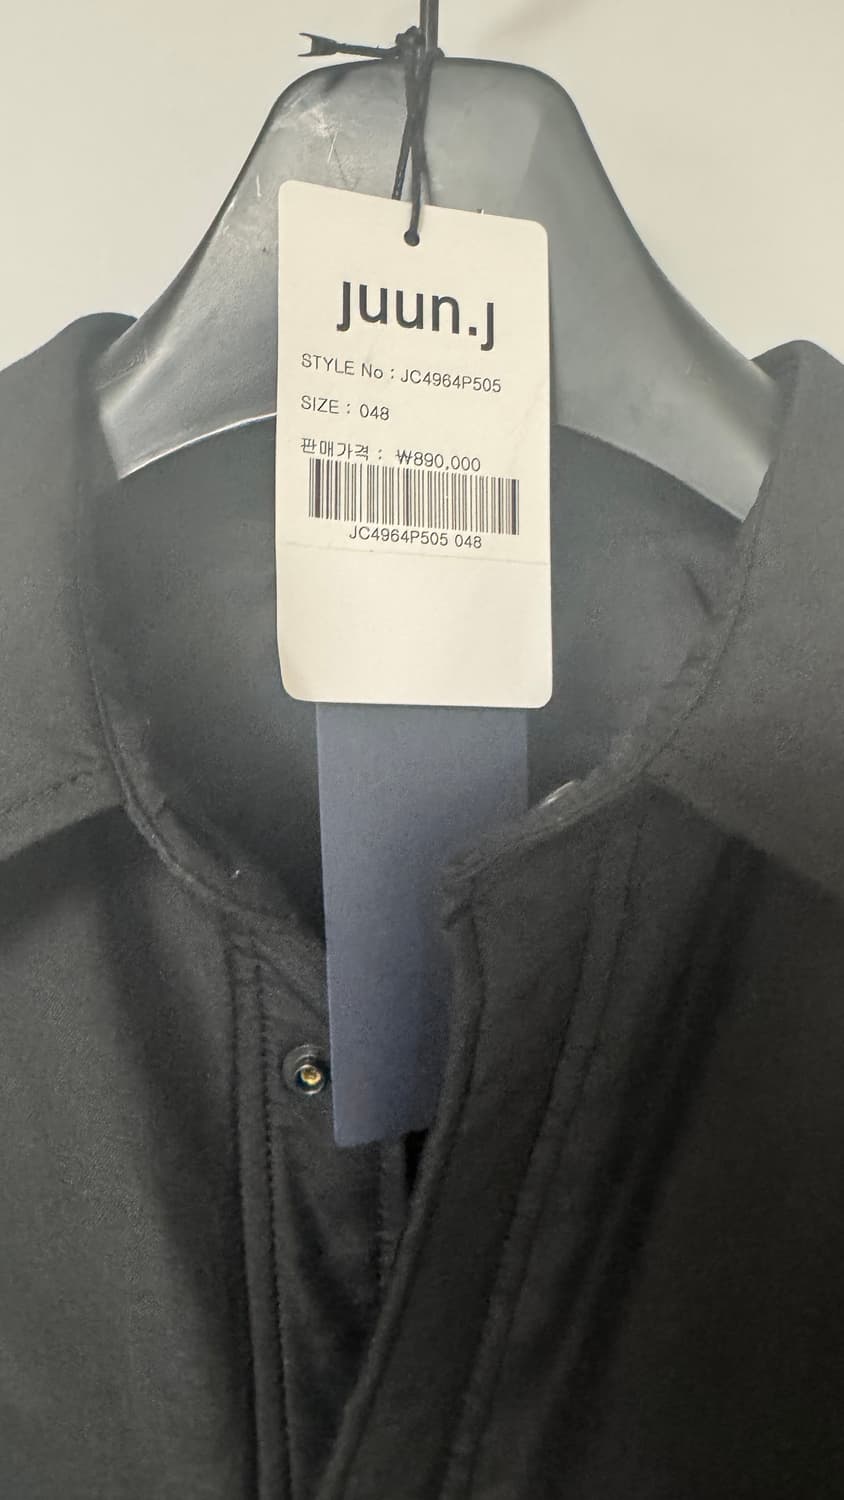 juun.j
STYLE No : JC4964P505
SIZE : 048
판매가격 : ₩890,000
JC4964P505 048